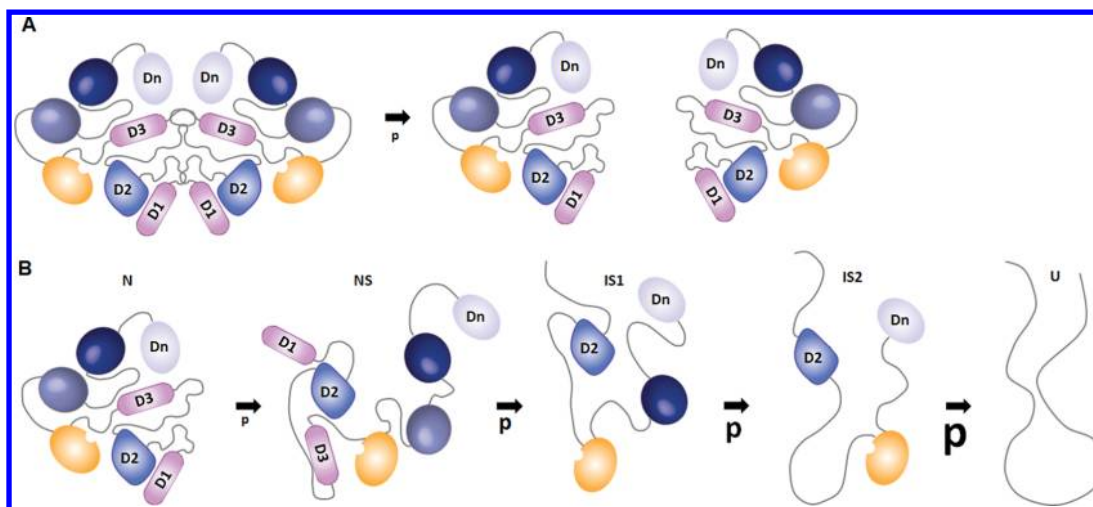 A
Dn Dn Dn Dn
D3 D3 D3 D3
p
D2 D2 D2 D2
D1 D1 D1 D1
B
N NS IS1 IS2 U
Dn Dn Dn Dn
D1 D2 D2
D3 D2
p p p p
D2 D3
D1